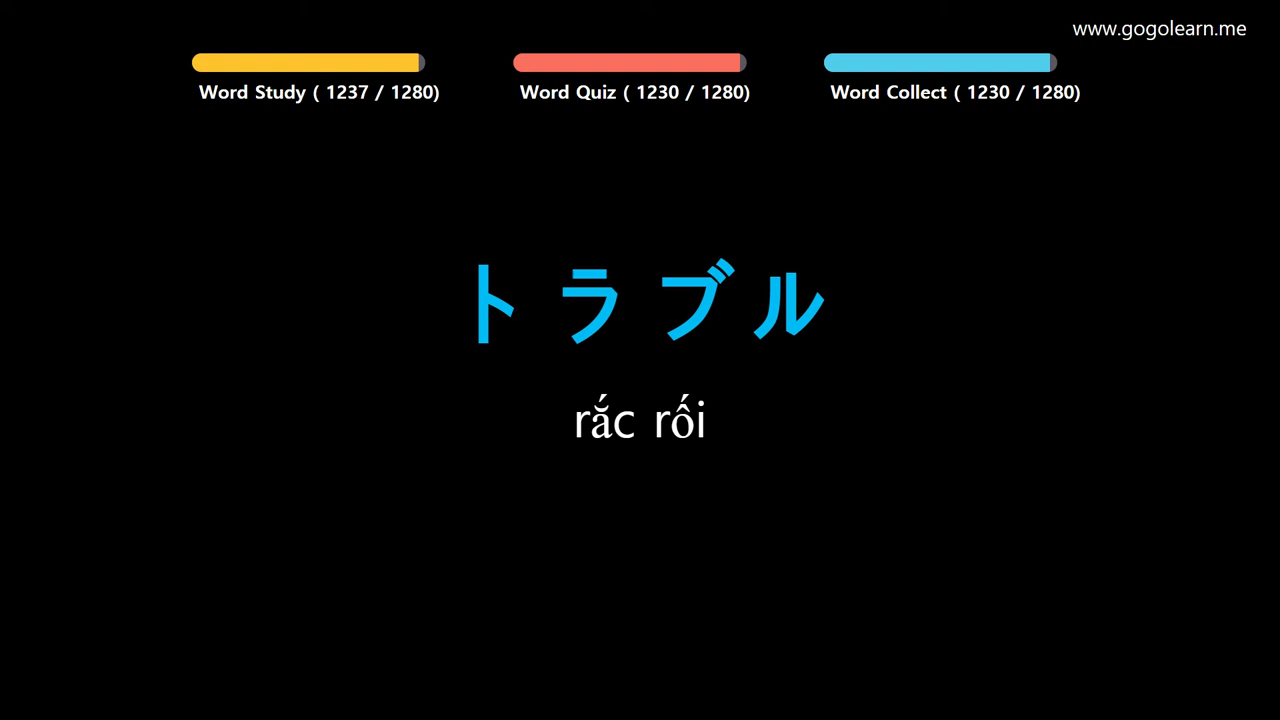 www.gogolearn.me
Word Study ( 1237 / 1280)
Word Quiz ( 1230 / 1280)
Word Collect ( 1230 / 1280)
トラブル
rắc rối